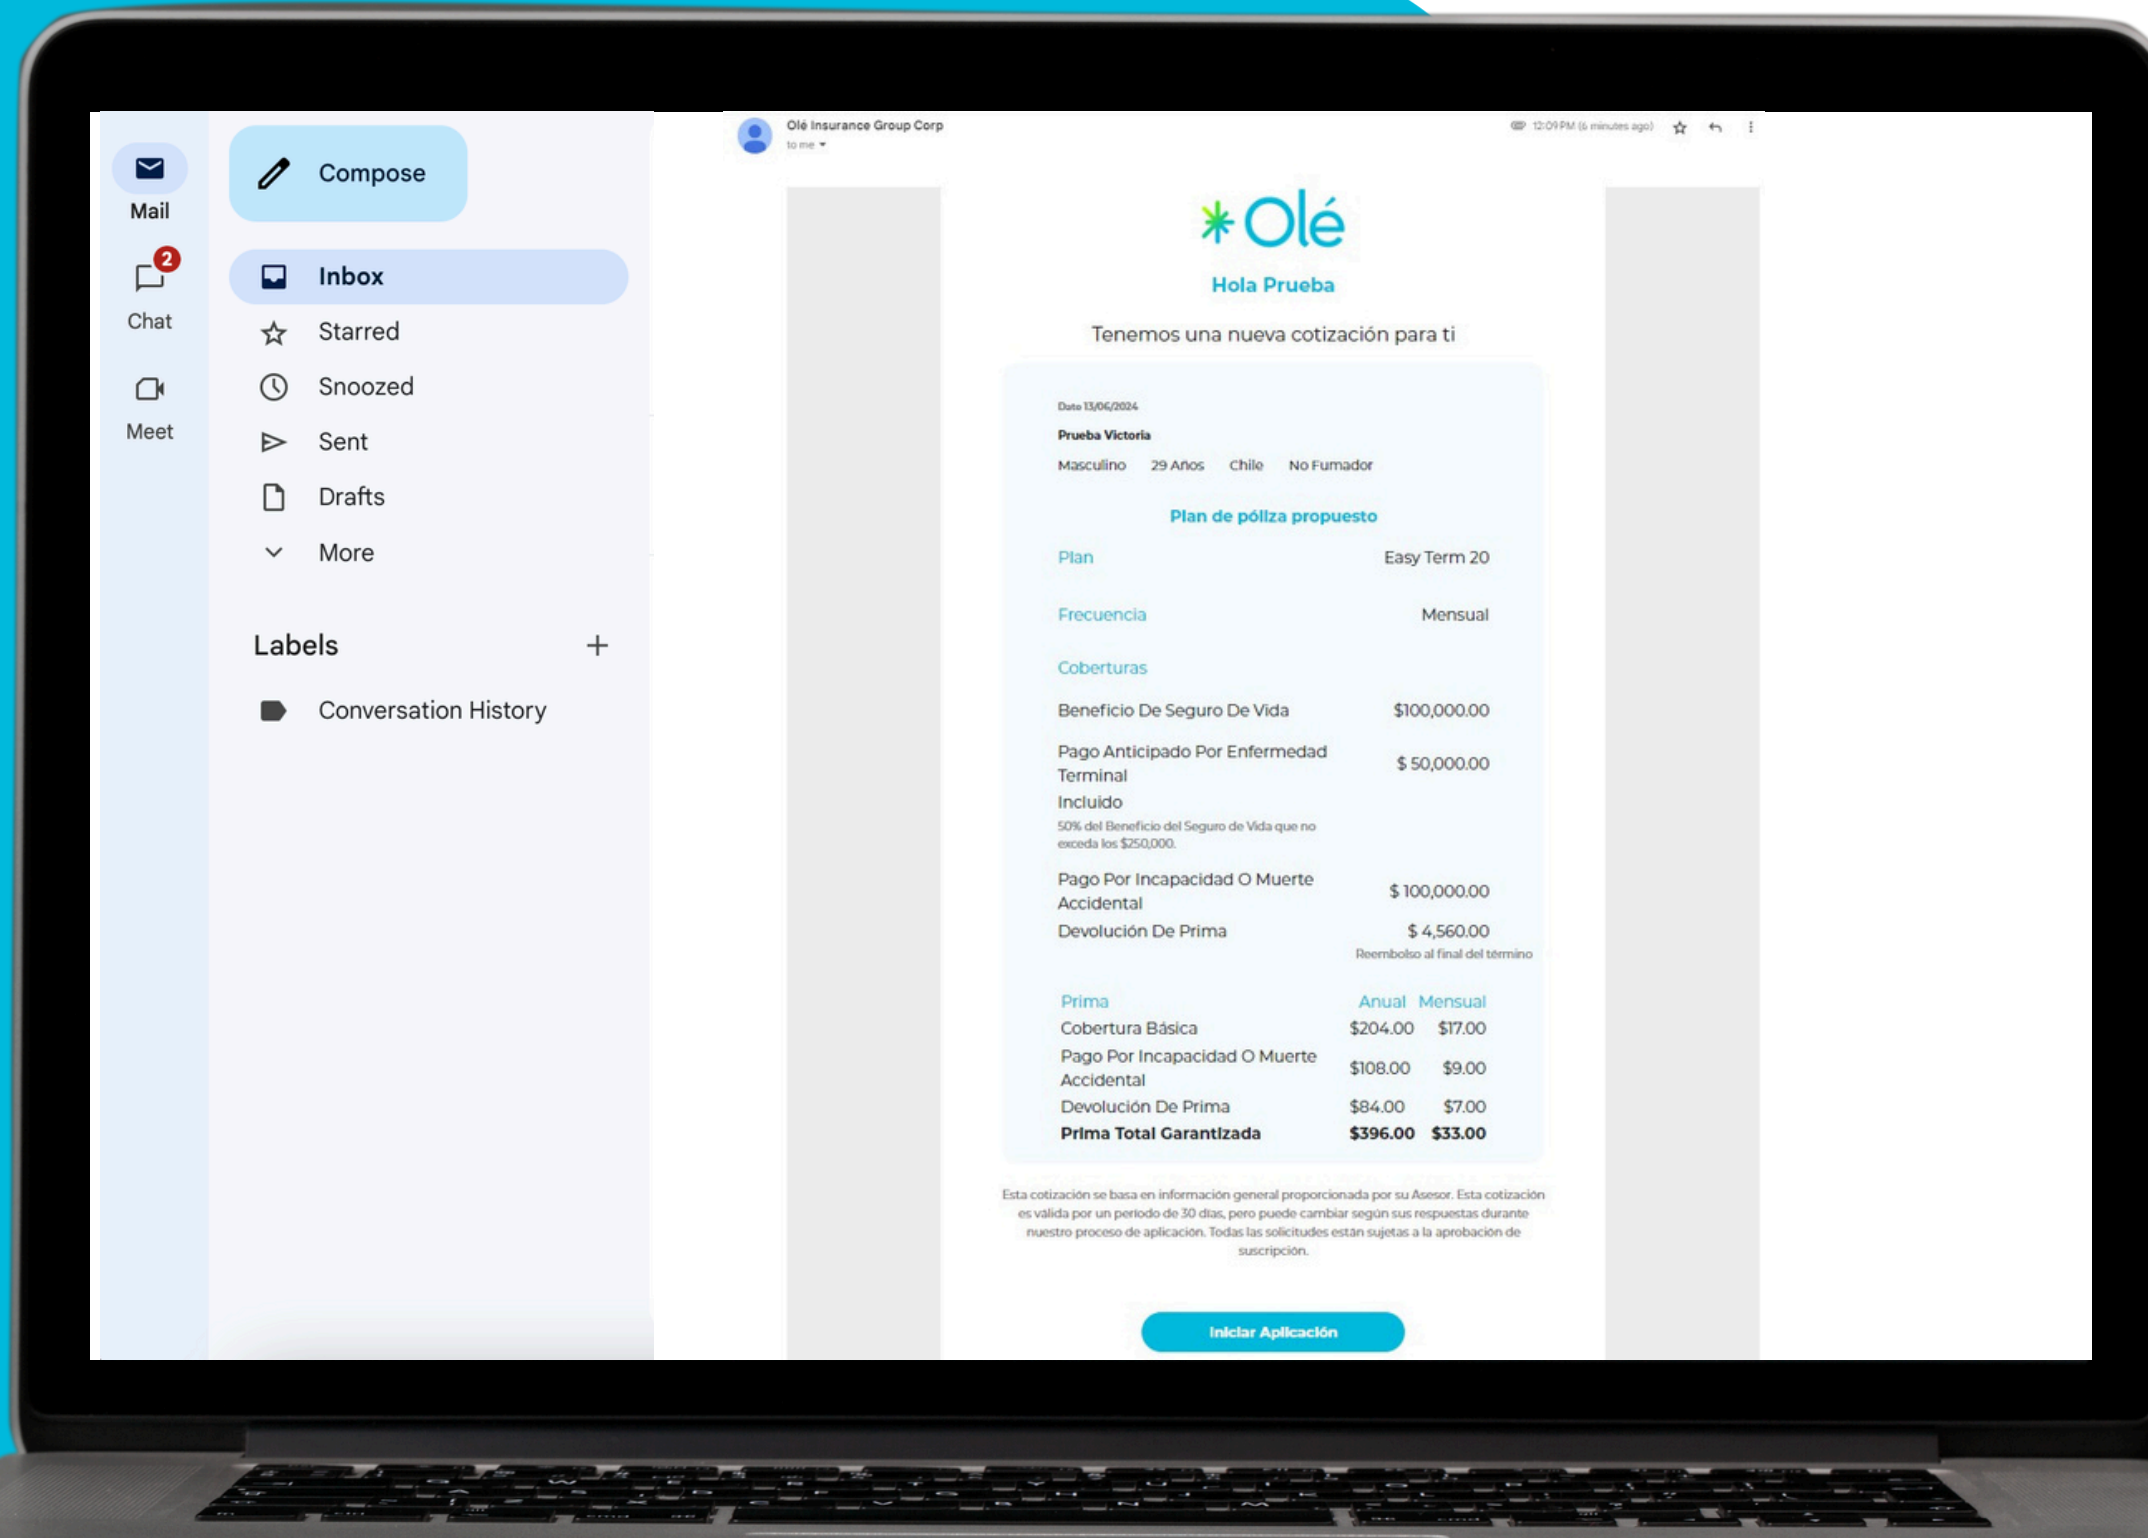 Mail
2
Chat
Meet
Compose
Inbox
Starred
Snoozed
Sent
Drafts
More
Labels
Conversation History
Olé Insurance Group Corp
12:09 PM (6 minutes ago)
to me
Olé
Hola Prueba
Tenemos una nueva cotización para ti
Date 13/06/2024
Prueba Victoria
Masculino 29 Años Chile No Fumador
Plan de póliza propuesto
Plan Easy Term 20
Frecuencia Mensual
Coberturas
Beneficio De Seguro De Vida $100,000.00
Pago Anticipado Por Enfermedad
Terminal $ 50,000.00
Incluido
50% del Beneficio del Seguro de Vida que no
exceda los $250,000.
Pago Por Incapacidad O Muerte
Accidental $ 100,000.00
Devolución De Prima $ 4,560.00
Reembolso al final del término
Prima Anual Mensual
Cobertura Básica $204.00 $17.00
Pago Por Incapacidad O Muerte
Accidental $108.00 $9.00
Devolución De Prima $84.00 $7.00
Prima Total Garantizada $396.00 $33.00
Esta cotización se basa en información general proporcionada por su Asesor. Esta cotización
es válida por un período de 30 días, pero puede cambiar según sus respuestas durante
nuestro proceso de aplicación. Todas las solicitudes están sujetas a la aprobación de
suscripción.
Iniciar Aplicación